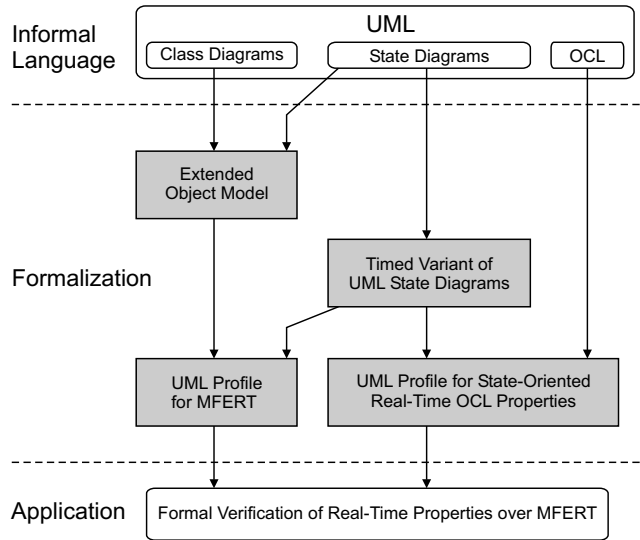 Informal
Language
UML
Class Diagrams
State Diagrams
OCL
Extended
Object Model
Formalization
Timed Variant of
UML State Diagrams
UML Profile
for MFERT
UML Profile for State-Oriented
Real-Time OCL Properties
Application
Formal Verification of Real-Time Properties over MFERT